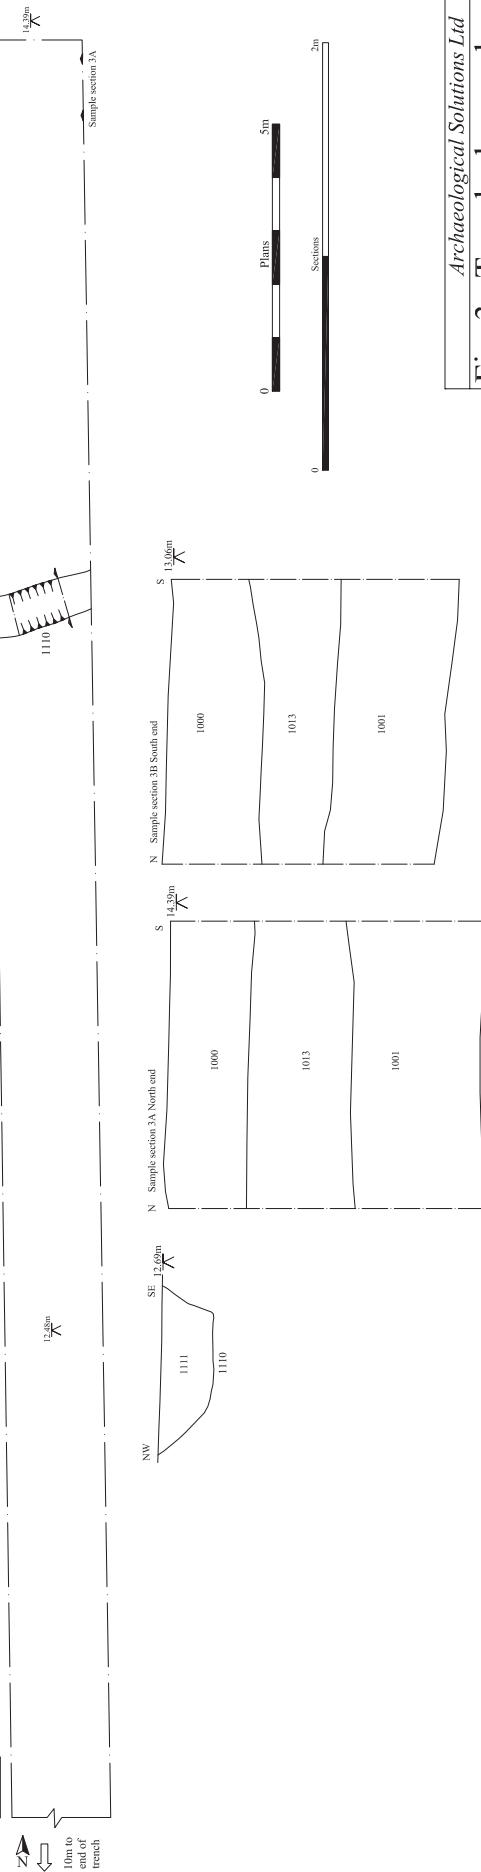 14.39m
Sample section 3A
1110
12.48m
N
10m to
end of
trench
0
Plans
5m
0
Sections
2m
N Sample section 3B South end
S
13.06m
1000
1013
1001
N Sample section 3A North end
S
14.39m
1000
1013
1001
NW
SE
12.69m
1111
1110
Archaeological Solutions Ltd